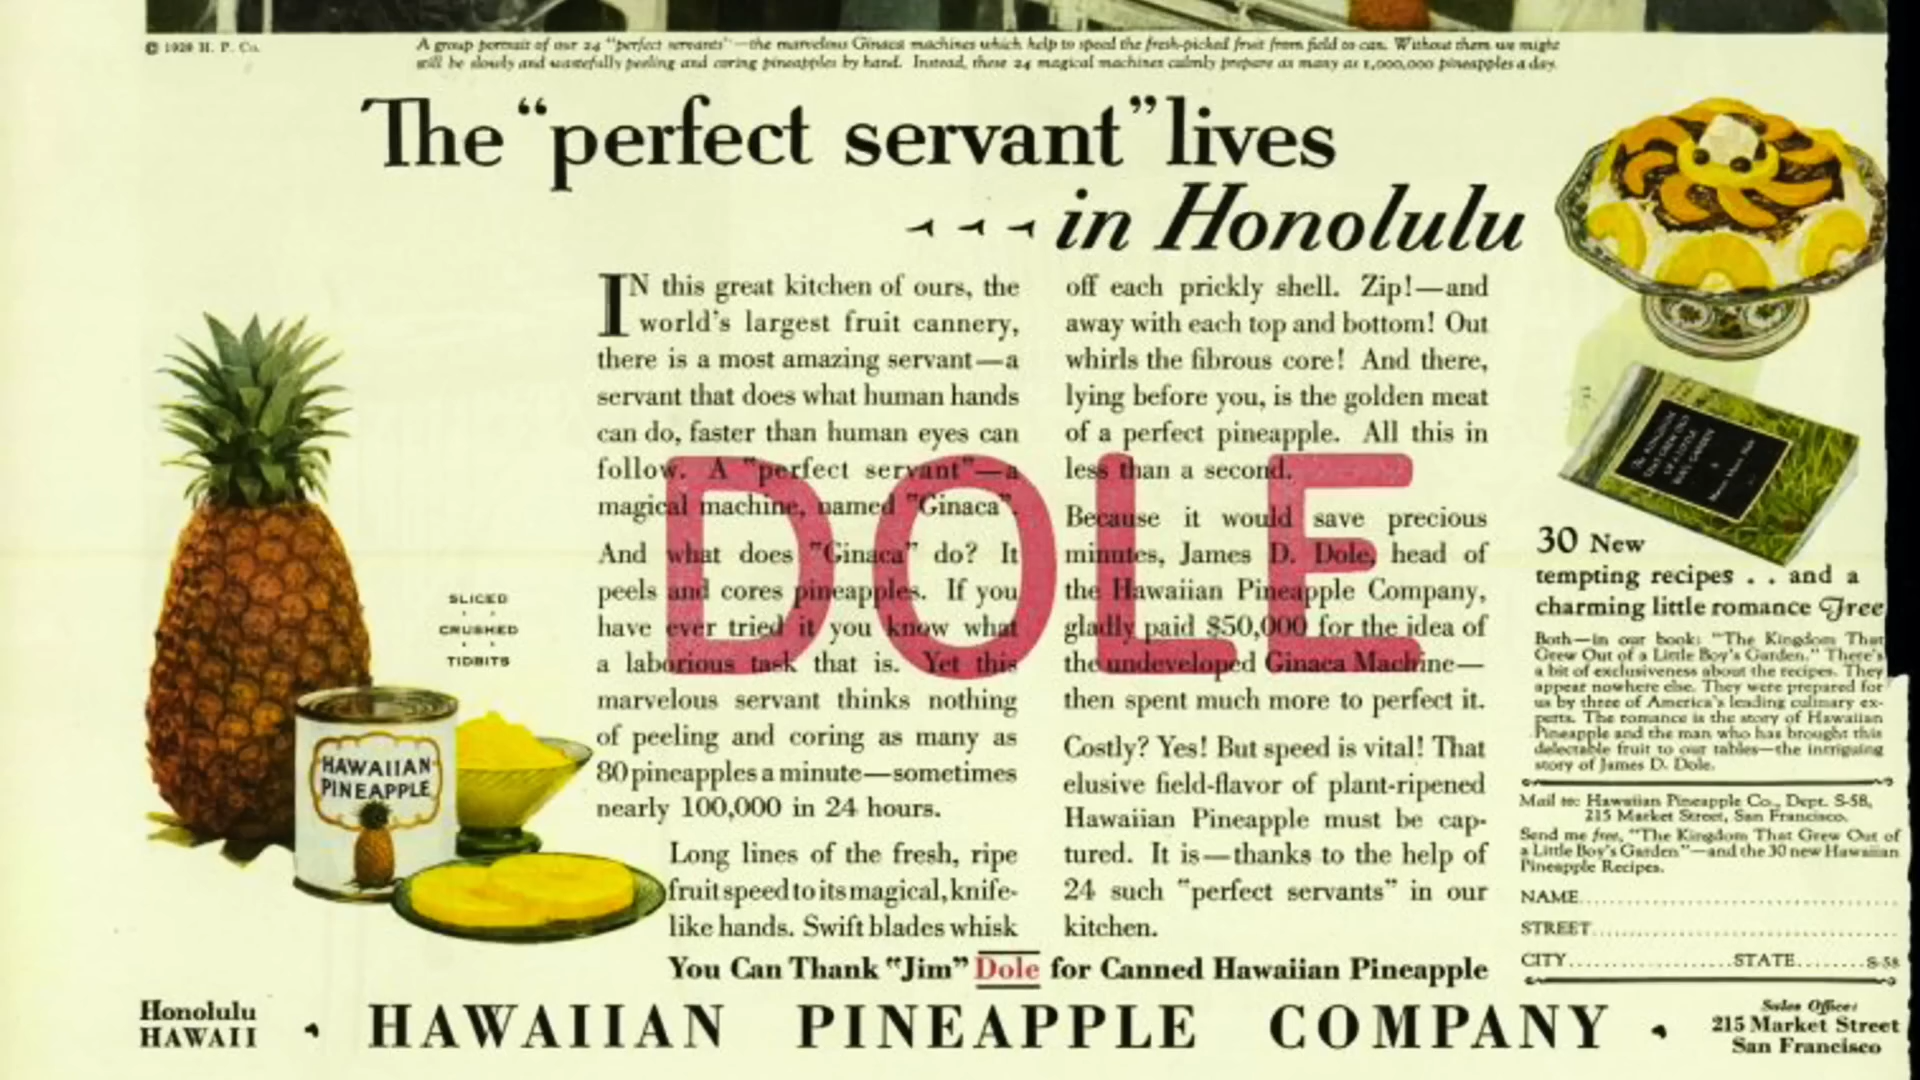 © 1928 H. P. Co.
A group portrait of our 24 "perfect servants"—the marvelous Ginaca machines which help to speed the fresh-picked fruit from field to can. Without them we might
still be slowly and wastefully peeling and coring pineapples by hand. Instead, these 24 magical machines calmly prepare as many as 1,000,000 pineapples a day.
The "perfect servant" lives
in Honolulu
IN this great kitchen of ours, the
world's largest fruit cannery,
there is a most amazing servant—a
servant that does what human hands
can do, faster than human eyes can
follow. A "perfect servant"—a
magical machine, named "Ginaca".
And what does "Ginaca" do? It
peels and cores pineapples. If you
have ever tried it you know what
a laborious task that is. Yet this
marvelous servant thinks nothing
of peeling and coring as many as
80 pineapples a minute—sometimes
nearly 100,000 in 24 hours.
Long lines of the fresh, ripe
fruit speed to its magical, knife-
like hands. Swift blades whisk
off each prickly shell. Zip!—and
away with each top and bottom! Out
whirls the fibrous core! And there,
lying before you, is the golden meat
of a perfect pineapple. All this in
less than a second.
Because it would save precious
minutes, James D. Dole, head of
the Hawaiian Pineapple Company,
gladly paid $50,000 for the idea of
the undeveloped Ginaca Machine—
then spent much more to perfect it.
Costly? Yes! But speed is vital! That
elusive field-flavor of plant-ripened
Hawaiian Pineapple must be cap-
tured. It is—thanks to the help of
24 such "perfect servants" in our
kitchen.
DOLE
SLICED
CRUSHED
TIDBITS
HAWAIIAN
PINEAPPLE
The KINGDOM
THAT GREW OUT
OF A LITTLE
BOY'S GARDEN
30 New
tempting recipes . . and a
charming little romance Free
Both—in our book: "The Kingdom That
Grew Out of a Little Boy's Garden." There's
a bit of exclusiveness about the recipes. They
appear nowhere else. They were prepared for
us by three of America's leading culinary ex-
perts. The romance is the story of Hawaiian
Pineapple and the man who has brought this
delectable fruit to our tables—the intriguing
story of James D. Dole.
Mail to: Hawaiian Pineapple Co., Dept. S-58,
215 Market Street, San Francisco.
Send me free, "The Kingdom That Grew Out of
a Little Boy's Garden"—and the 30 new Hawaiian
Pineapple Recipes.
NAME
STREET
CITY STATE S-58
You Can Thank "Jim" Dole for Canned Hawaiian Pineapple
Honolulu
HAWAII
HAWAIIAN PINEAPPLE COMPANY
Sales Office:
215 Market Street
San Francisco